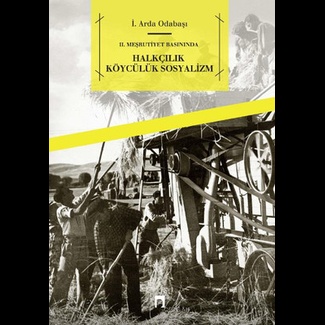 İ. Arda Odabaşı
II. MEŞRUTİYET BASININDA
HALKÇILIK
KÖYCÜLÜK SOSYALİZM